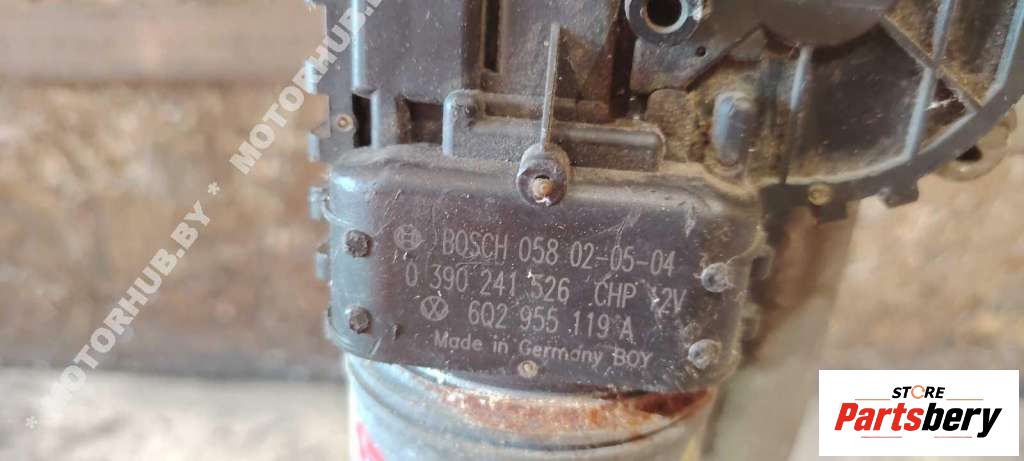 * MOTORHUB.BY * MOTORHUB.
BOSCH 058 02-05-04
0 390 241 526 CHP 12V
6Q2 955 119 A
Made in Germany BOY
STORE
Partsbery